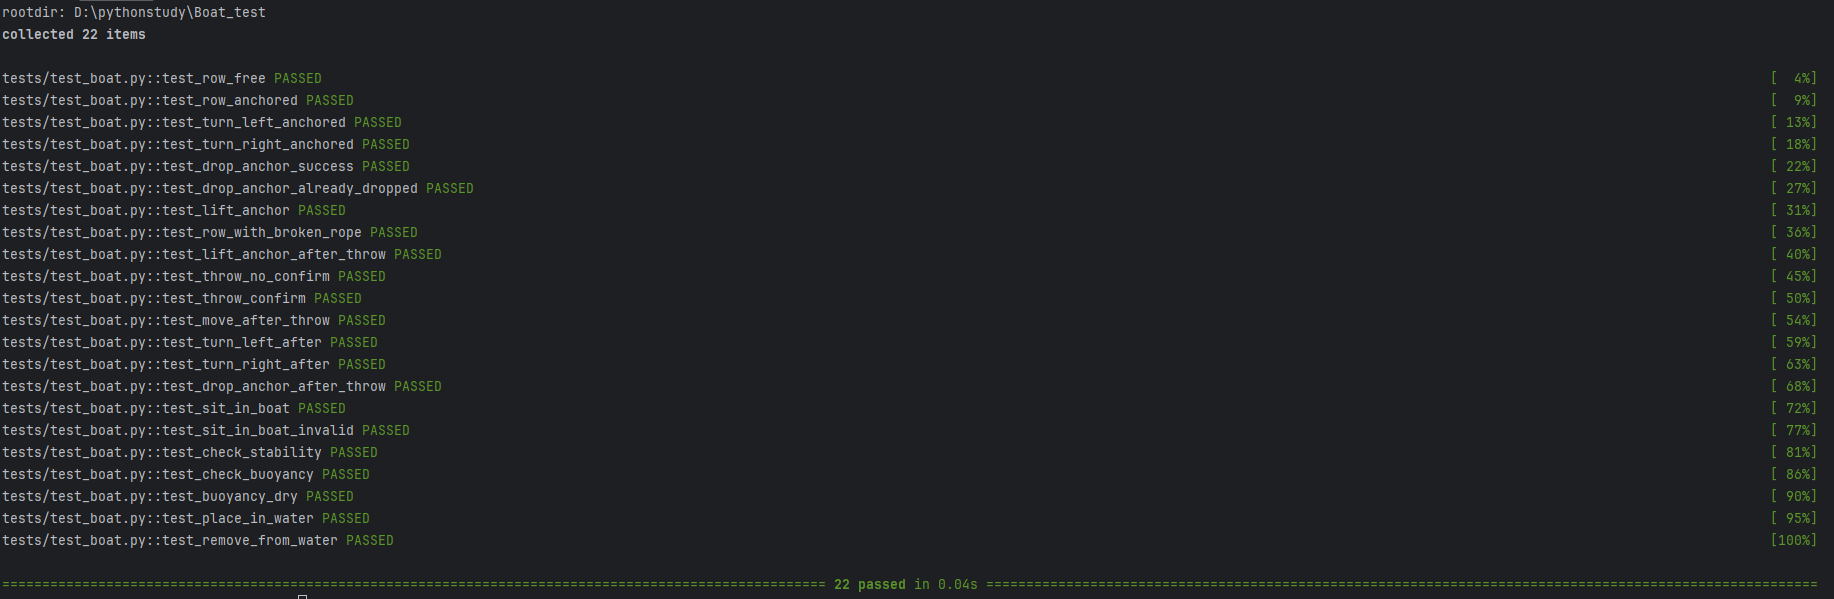 rootdir: D:\pythonstudy\Boat_test
collected 22 items
tests/test_boat.py::test_row_free PASSED [  4%]
tests/test_boat.py::test_row_anchored PASSED [  9%]
tests/test_boat.py::test_turn_left_anchored PASSED [ 13%]
tests/test_boat.py::test_turn_right_anchored PASSED [ 18%]
tests/test_boat.py::test_drop_anchor_success PASSED [ 22%]
tests/test_boat.py::test_drop_anchor_already_dropped PASSED [ 27%]
tests/test_boat.py::test_lift_anchor PASSED [ 31%]
tests/test_boat.py::test_row_with_broken_rope PASSED [ 36%]
tests/test_boat.py::test_lift_anchor_after_throw PASSED [ 40%]
tests/test_boat.py::test_throw_no_confirm PASSED [ 45%]
tests/test_boat.py::test_throw_confirm PASSED [ 50%]
tests/test_boat.py::test_move_after_throw PASSED [ 54%]
tests/test_boat.py::test_turn_left_after PASSED [ 59%]
tests/test_boat.py::test_turn_right_after PASSED [ 63%]
tests/test_boat.py::test_drop_anchor_after_throw PASSED [ 68%]
tests/test_boat.py::test_sit_in_boat PASSED [ 72%]
tests/test_boat.py::test_sit_in_boat_invalid PASSED [ 77%]
tests/test_boat.py::test_check_stability PASSED [ 81%]
tests/test_boat.py::test_check_buoyancy PASSED [ 86%]
tests/test_boat.py::test_buoyancy_dry PASSED [ 90%]
tests/test_boat.py::test_place_in_water PASSED [ 95%]
tests/test_boat.py::test_remove_from_water PASSED [100%]
======================================================================================================= 22 passed in 0.04s ========================================================================================================